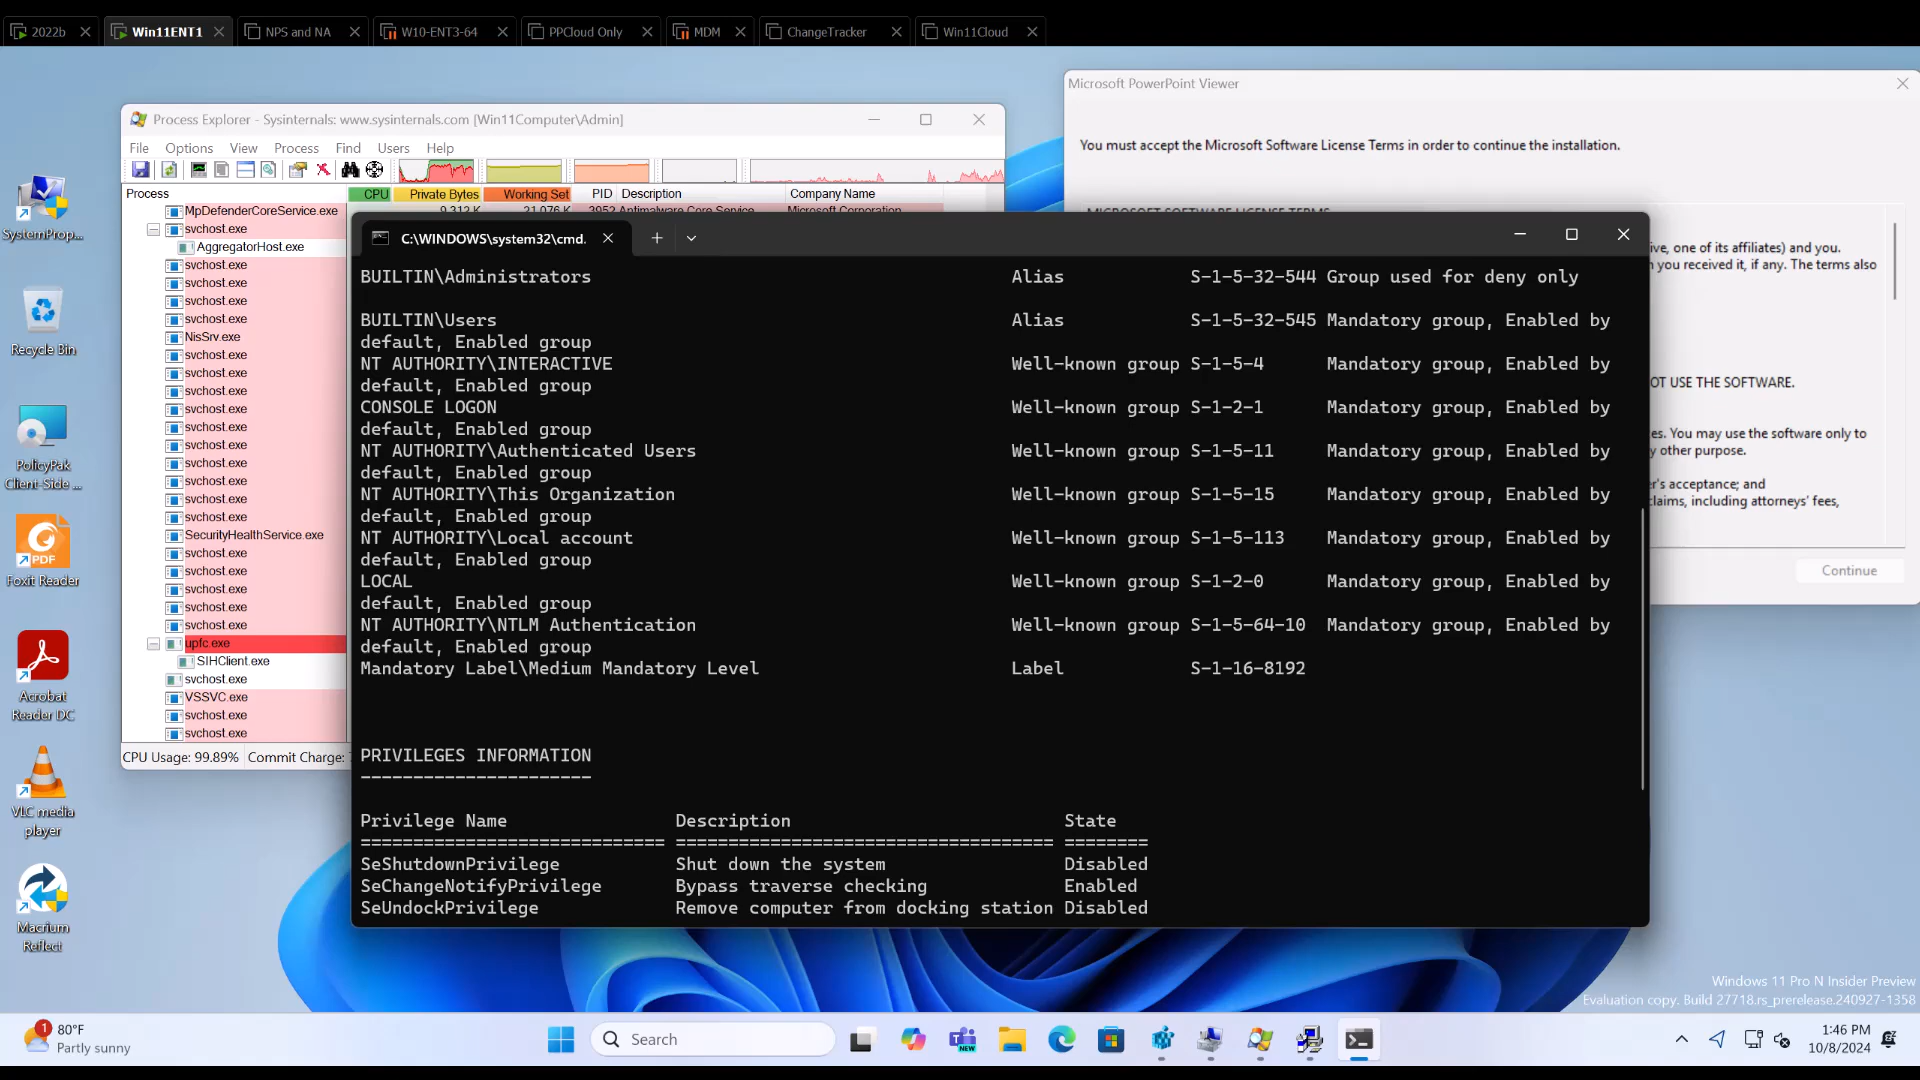 2022b
Win11ENT1
NPS and NA
W10-ENT3-64
PPCloud Only
MDM
ChangeTracker
Win11Cloud
SystemProp...
Recycle Bin
PolicyPak
Client-Side ...
PDF
Foxit Reader
Acrobat
Reader DC
VLC media
player
Macrium
Reflect
Process Explorer - Sysinternals: www.sysinternals.com [Win11Computer\Admin]
File Options View Process Find Users Help
Process CPU Private Bytes Working Set PID Description Company Name
MpDefenderCoreService.exe 9,312 K 21,076 K 3952 Antimalware Core Service Microsoft Corporation
svchost.exe
AggregatorHost.exe
svchost.exe
svchost.exe
svchost.exe
svchost.exe
NisSrv.exe
svchost.exe
svchost.exe
svchost.exe
svchost.exe
svchost.exe
svchost.exe
svchost.exe
svchost.exe
svchost.exe
svchost.exe
SecurityHealthService.exe
svchost.exe
svchost.exe
svchost.exe
svchost.exe
svchost.exe
upfc.exe
SIHClient.exe
svchost.exe
VSSVC.exe
svchost.exe
svchost.exe
CPU Usage: 99.89% Commit Charge:
Microsoft PowerPoint Viewer
You must accept the Microsoft Software License Terms in order to continue the installation.
MICROSOFT SOFTWARE LICENSE TERMS
ive, one of its affiliates) and you.
you received it, if any. The terms also
OT USE THE SOFTWARE.
es. You may use the software only to
other purpose.
r's acceptance; and
claims, including attorneys' fees,
Continue
C:\WINDOWS\system32\cmd.
BUILTIN\Administrators Alias S-1-5-32-544 Group used for deny only
BUILTIN\Users Alias S-1-5-32-545 Mandatory group, Enabled by
default, Enabled group
NT AUTHORITY\INTERACTIVE Well-known group S-1-5-4 Mandatory group, Enabled by
default, Enabled group
CONSOLE LOGON Well-known group S-1-2-1 Mandatory group, Enabled by
default, Enabled group
NT AUTHORITY\Authenticated Users Well-known group S-1-5-11 Mandatory group, Enabled by
default, Enabled group
NT AUTHORITY\This Organization Well-known group S-1-5-15 Mandatory group, Enabled by
default, Enabled group
NT AUTHORITY\Local account Well-known group S-1-5-113 Mandatory group, Enabled by
default, Enabled group
LOCAL Well-known group S-1-2-0 Mandatory group, Enabled by
default, Enabled group
NT AUTHORITY\NTLM Authentication Well-known group S-1-5-64-10 Mandatory group, Enabled by
default, Enabled group
Mandatory Label\Medium Mandatory Level Label S-1-16-8192
PRIVILEGES INFORMATION
----------------------
Privilege Name Description State
============================= ==================================== ========
SeShutdownPrivilege Shut down the system Disabled
SeChangeNotifyPrivilege Bypass traverse checking Enabled
SeUndockPrivilege Remove computer from docking station Disabled
Windows 11 Pro N Insider Preview
Evaluation copy. Build 27718.rs_prerelease.240927-1358
1
80°F
Partly sunny
Search
NEW
1:46 PM
10/8/2024